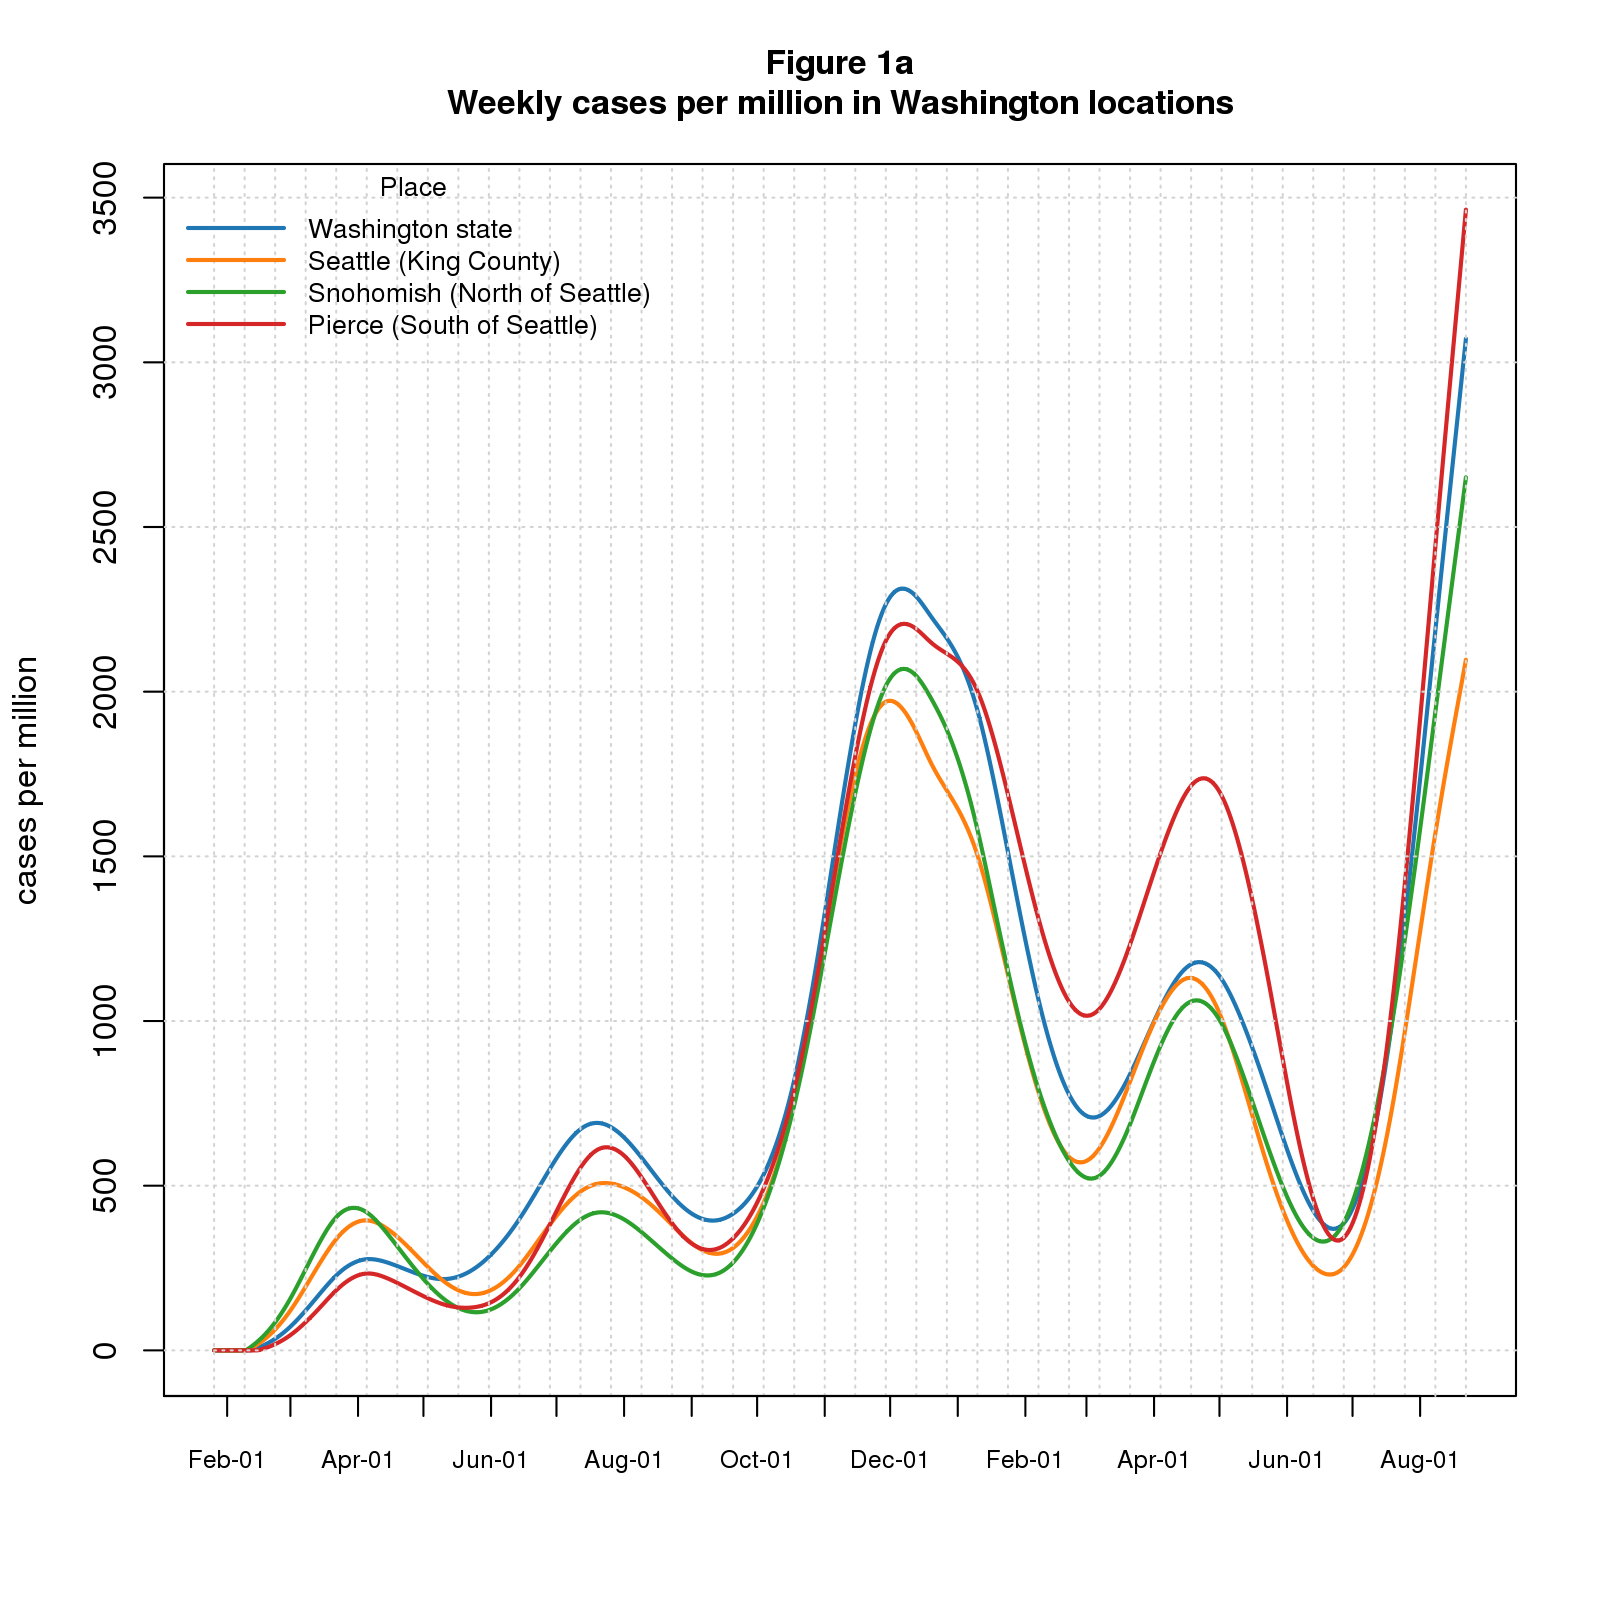 Figure 1a
Weekly cases per million in Washington locations
Place
Washington state
Seattle (King County)
Snohomish (North of Seattle)
Pierce (South of Seattle)
cases per million
3500
3000
2500
2000
1500
1000
500
0
Feb-01 Apr-01 Jun-01 Aug-01 Oct-01 Dec-01 Feb-01 Apr-01 Jun-01 Aug-01